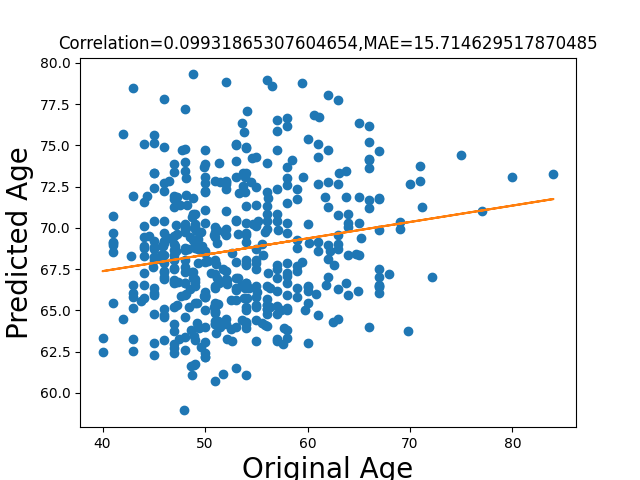 Correlation=0.09931865307604654,MAE=15.714629517870485
80.0
77.5
75.0
72.5
70.0
67.5
65.0
62.5
60.0
Predicted Age
40 50 60 70 80
Original Age